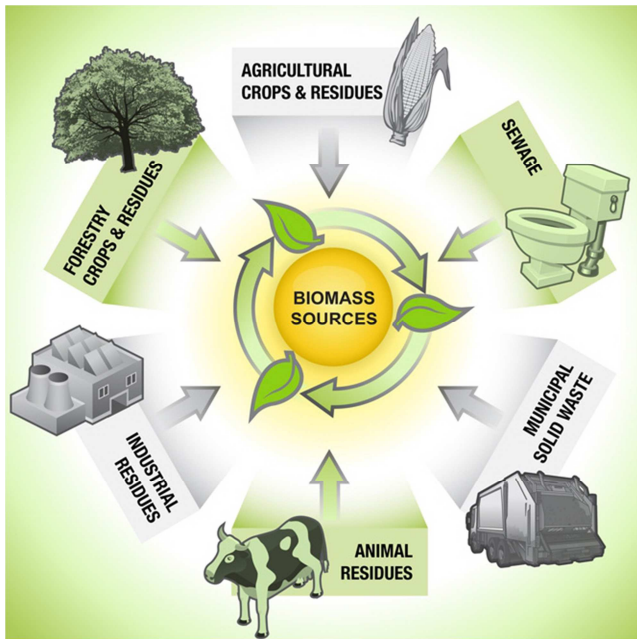 AGRICULTURAL
CROPS & RESIDUES
SEWAGE
FORESTRY
CROPS & RESIDUES
BIOMASS
SOURCES
MUNICIPAL
SOLID WASTE
INDUSTRIAL
RESIDUES
ANIMAL
RESIDUES